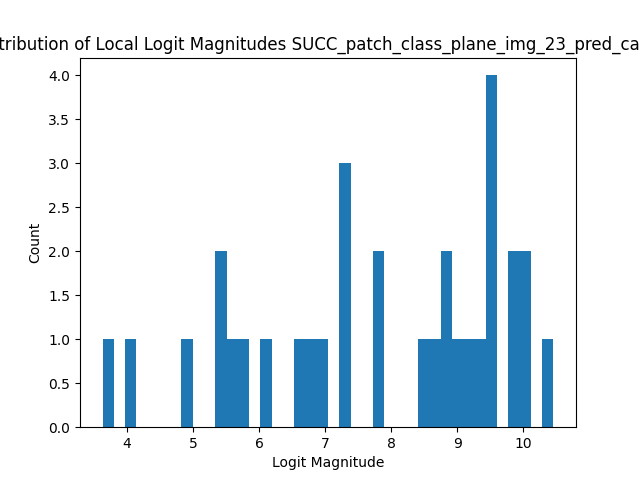 tribution of Local Logit Magnitudes SUCC_patch_class_plane_img_23_pred_ca
4.0
3.5
3.0
2.5
2.0
1.5
1.0
0.5
0.0
Count
4 5 6 7 8 9 10
Logit Magnitude